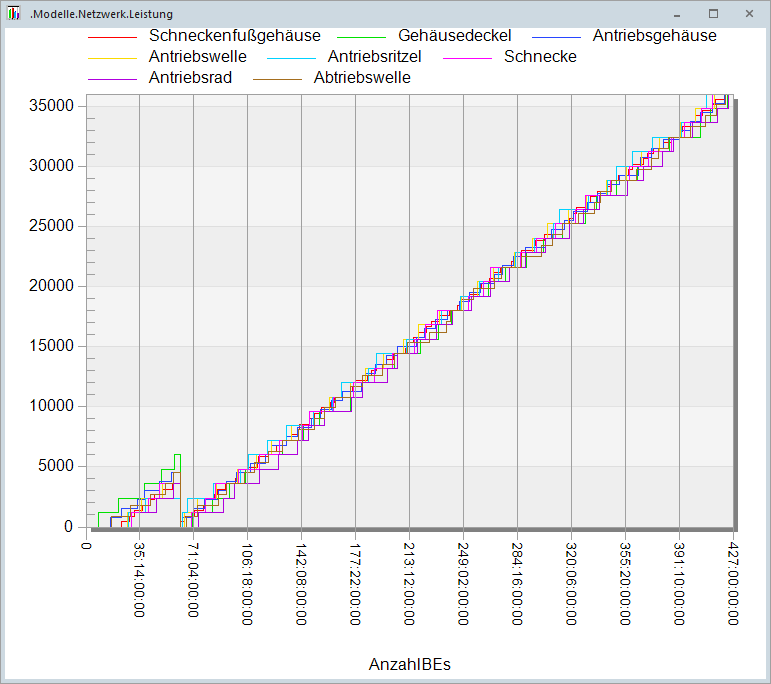 .Modelle.Netzwerk.Leistung
Schneckenfußgehäuse Gehäusedeckel Antriebsgehäuse
Antriebswelle Antriebsritzel Schnecke
Antriebsrad Abtriebswelle
35000
30000
25000
20000
15000
10000
5000
0
0 35:14:00:00 71:04:00:00 106:18:00:00 142:08:00:00 177:22:00:00 213:12:00:00 249:02:00:00 284:16:00:00 320:06:00:00 355:20:00:00 391:10:00:00 427:00:00:00
AnzahlBEs